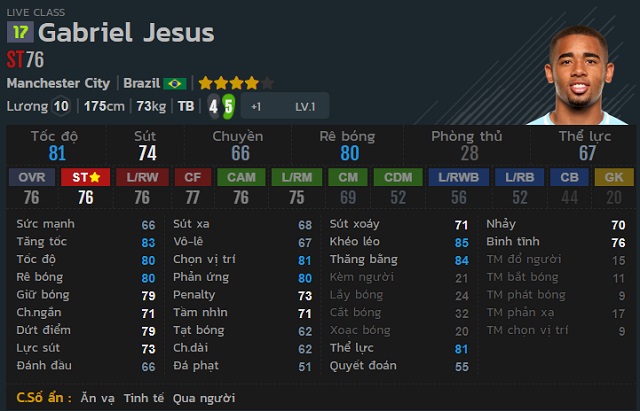 LIVE CLASS
17 Gabriel Jesus
ST76
Manchester City Brazil
Lương 10 175cm 73kg TB 4 5 +1 LV.1
Tốc độ Sút Chuyền Rê bóng Phòng thủ Thể lực
81 74 66 80 28 67
OVR ST L/RW CF CAM L/RM CM CDM L/RWB L/RB CB GK
76 76 76 77 76 75 69 52 56 52 44 20
Sức mạnh 66 Sút xa 68 Sút xoáy 71 Nhảy 70
Tăng tốc 83 Vô-lê 67 Khéo léo 85 Bình tĩnh 76
Tốc độ 80 Chọn vị trí 81 Thăng bằng 84 TM đổ người 15
Rê bóng 80 Phản ứng 80 Kèm người 21 TM bắt bóng 11
Giữ bóng 79 Penalty 73 Lấy bóng 24 TM phát bóng 9
Ch.ngắn 71 Tầm nhìn 71 Cắt bóng 32 TM phản xạ 17
Dứt điểm 79 Tạt bóng 62 Xoạc bóng 20 TM chọn vị trí 9
Lực sút 73 Ch.dài 62 Thể lực 81
Đánh đầu 66 Đá phạt 51 Quyết đoán 55
C.Số ẩn : Ăn vạ Tinh tế Qua người